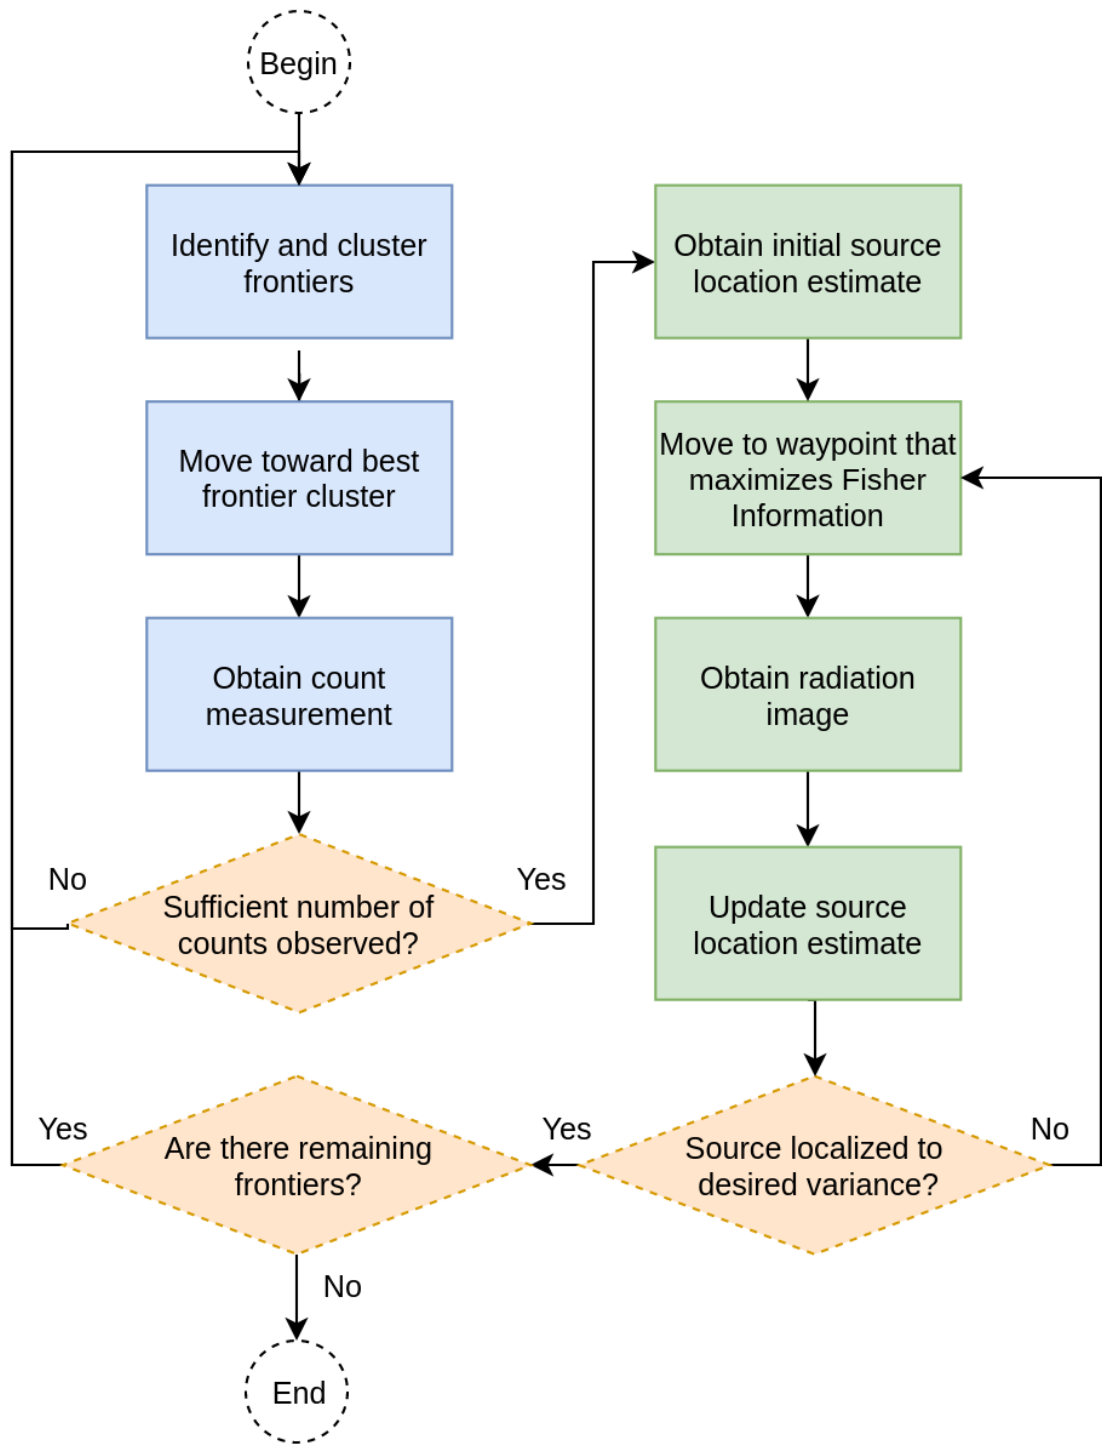 Begin
Identify and cluster
frontiers
Move toward best
frontier cluster
Obtain count
measurement
No
Sufficient number of
counts observed?
Yes
Obtain initial source
location estimate
Move to waypoint that
maximizes Fisher
Information
Obtain radiation
image
Update source
location estimate
Source localized to
desired variance?
No
Yes
Are there remaining
frontiers?
Yes
No
End